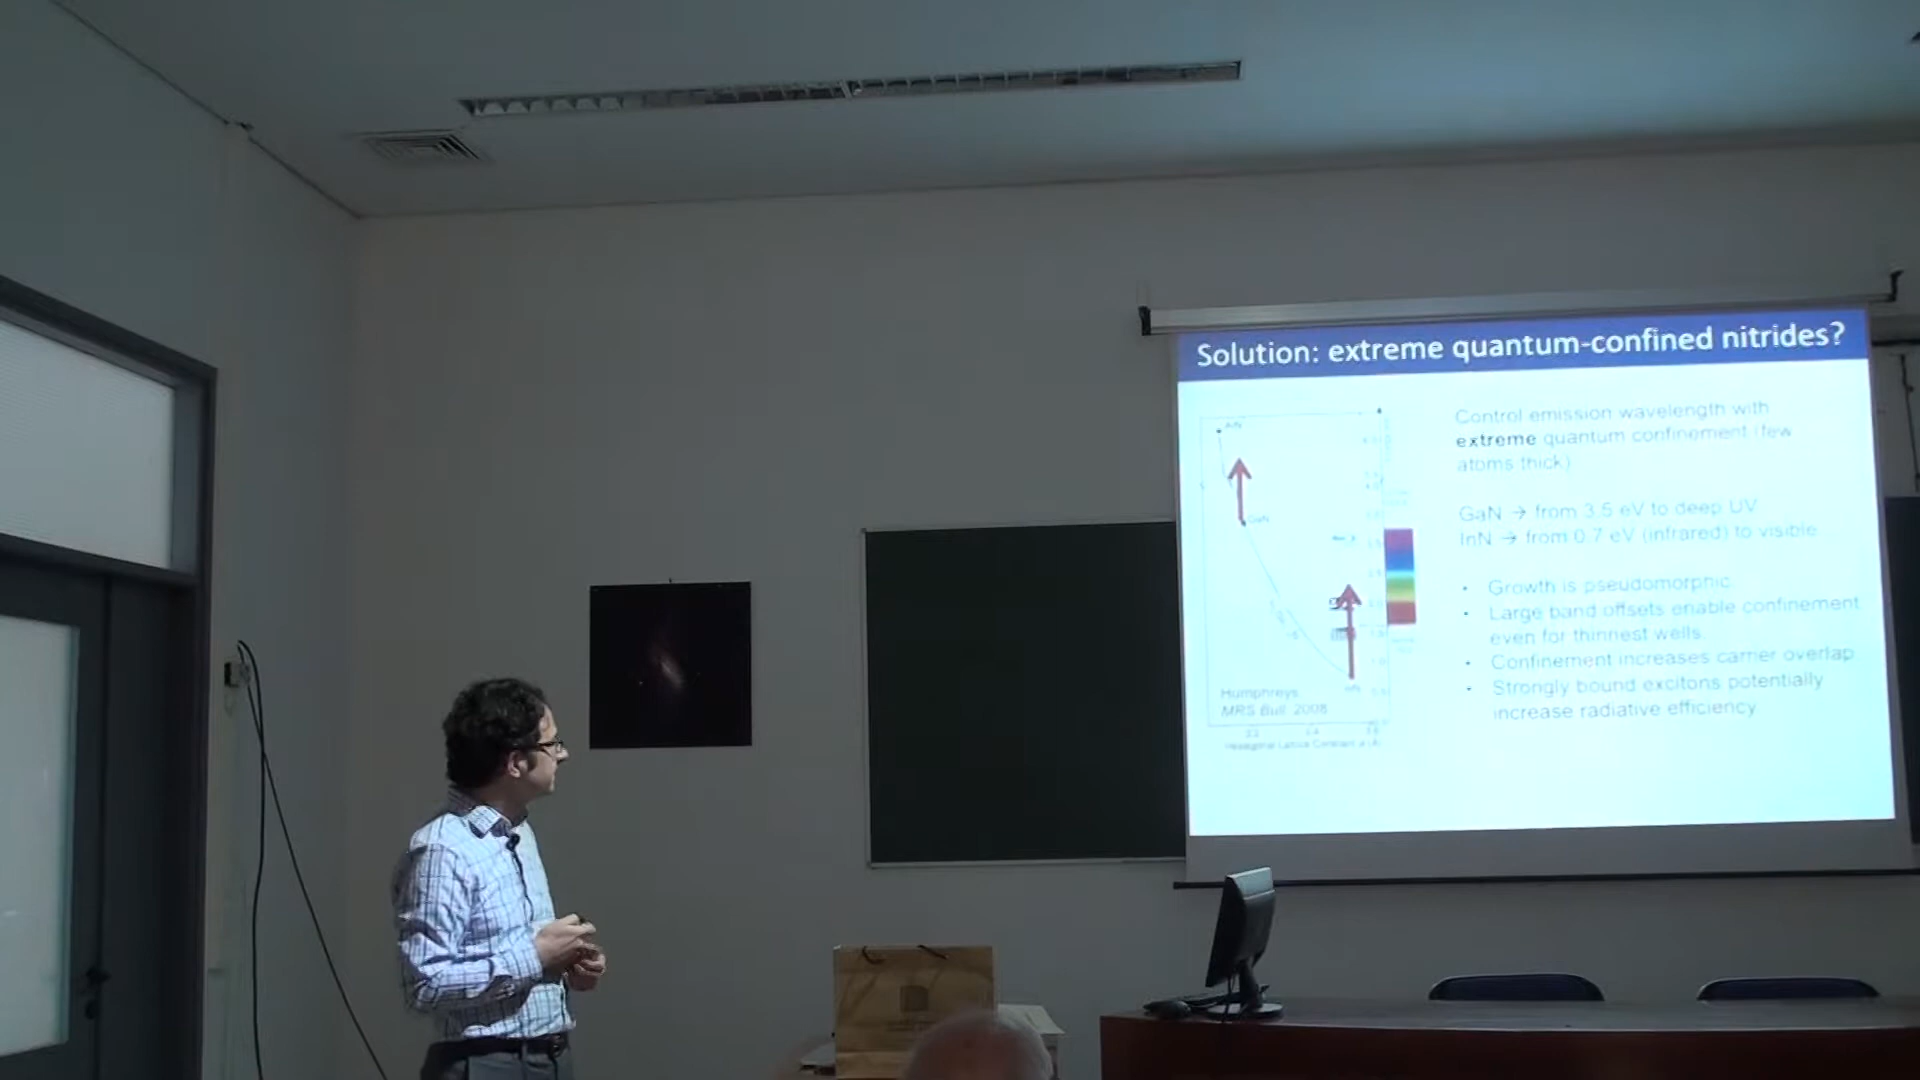 Solution: extreme quantum-confined nitrides?
Control emission wavelength with
extreme quantum confinement (few
atoms thick)
GaN → from 3.5 eV to deep UV
InN → from 0.7 eV (infrared) to visible
• Growth is pseudomorphic.
• Large band offsets enable confinement
even for thinnest wells.
• Confinement increases carrier overlap
• Strongly bound excitons potentially
increase radiative efficiency
AlN
GaN
InN
Humphreys
MRS Bull. 2008
Hexagonal Lattice Constant a (Å)